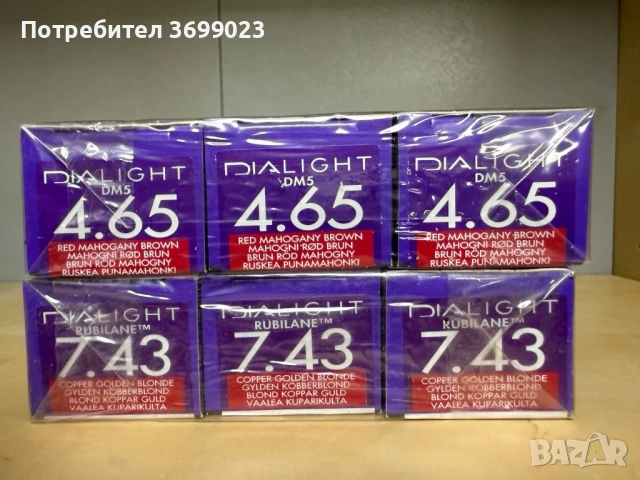 Потребител 3699023
DIALIGHT DIALIGHT DIALIGHT
DM5 DM5 DM5
4.65 4.65 4.65
RED MAHOGANY BROWN RED MAHOGANY BROWN RED MAHOGANY BROWN
MAHOGNI RØD BRUN MAHOGNI RØD BRUN MAHOGNI RØD BRUN
BRUN RÖD MAHOGNY BRUN RÖD MAHOGNY BRUN RÖD MAHOGNY
RUSKEA PUNAMAHONKI RUSKEA PUNAMAHONKI RUSKEA PUNAMAHONKI
DIALIGHT DIALIGHT DIALIGHT
RUBILANE™ RUBILANE™ RUBILANE™
7.43 7.43 7.43
COPPER GOLDEN BLONDE COPPER GOLDEN BLONDE COPPER GOLDEN BLONDE
GYLDEN KOBBERBLOND GYLDEN KOBBERBLOND GYLDEN KOBBERBLOND
BLOND KOPPAR GULD BLOND KOPPAR GULD BLOND KOPPAR GULD
VAALEA KUPARIKULTA VAALEA KUPARIKULTA VAALEA KUPARIKULTA
BAZAR